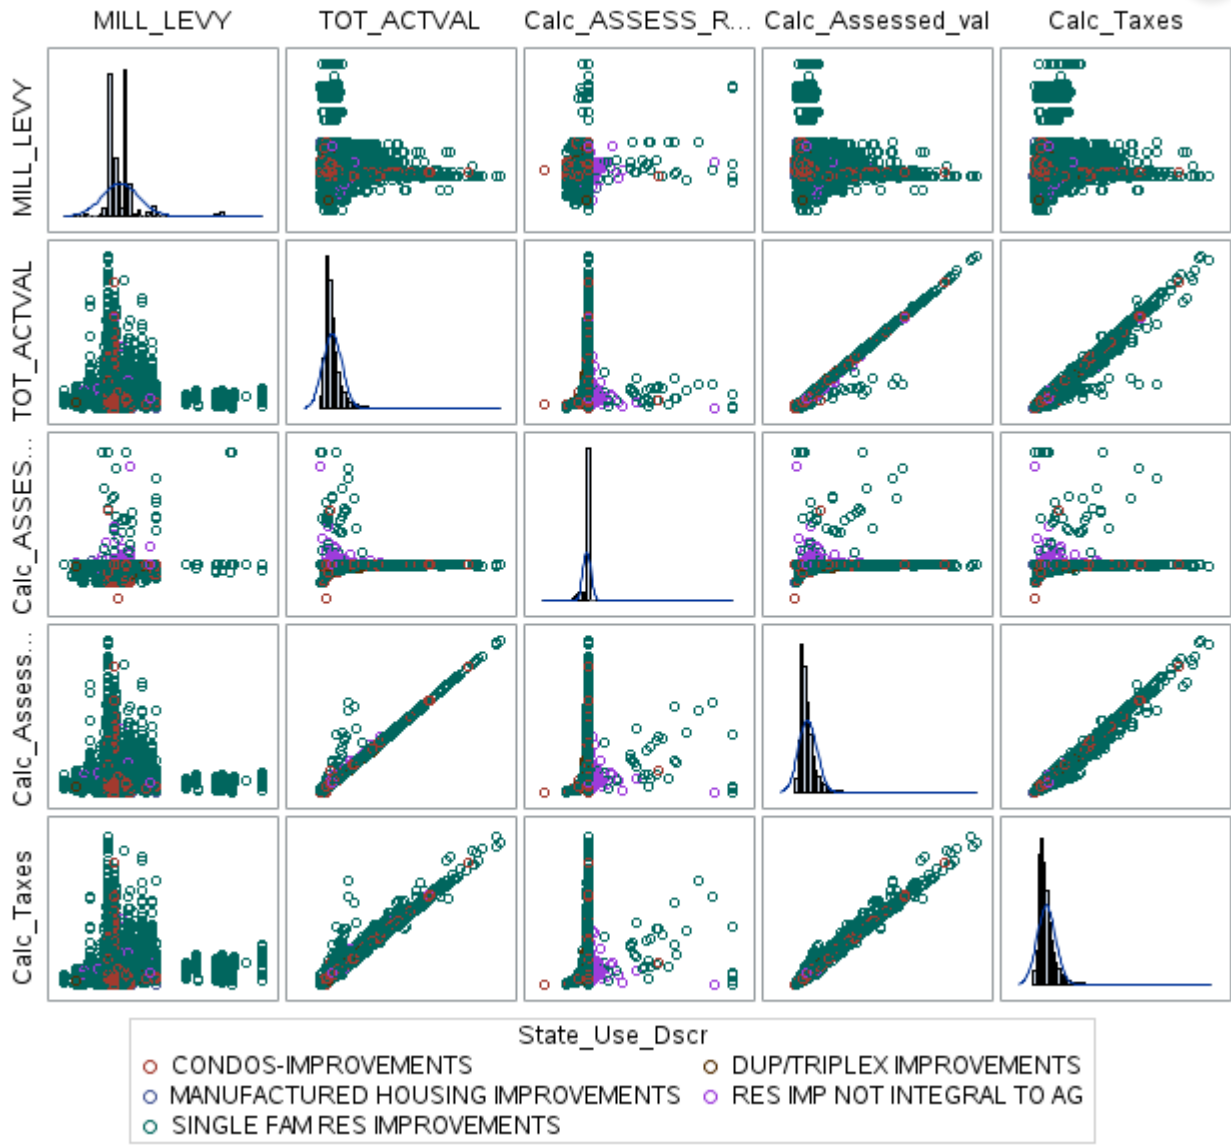 MILL_LEVY TOT_ACTVAL Calc_ASSESS_R... Calc_Assessed_val Calc_Taxes
MILL_LEVY
TOT_ACTVAL
Calc_ASSES...
Calc_Assess...
Calc_Taxes
State_Use_Dscr
CONDOS-IMPROVEMENTS DUP/TRIPLEX IMPROVEMENTS
MANUFACTURED HOUSING IMPROVEMENTS RES IMP NOT INTEGRAL TO AG
SINGLE FAM RES IMPROVEMENTS